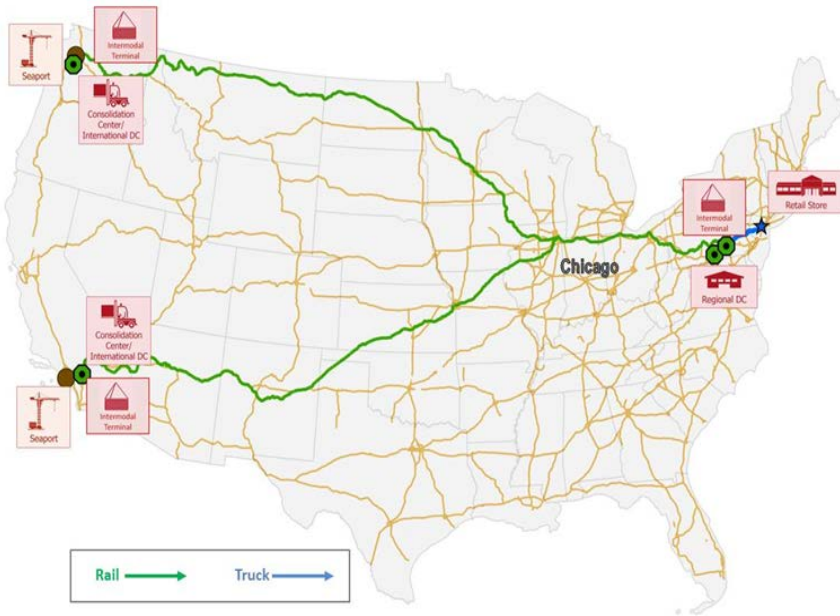 Intermodal
Terminal
Seaport
Consolidation
Center/
International DC
Retail Store
Intermodal
Terminal
Chicago
Regional DC
Consolidation
Center/
International DC
Seaport
Intermodal
Terminal
Rail
Truck